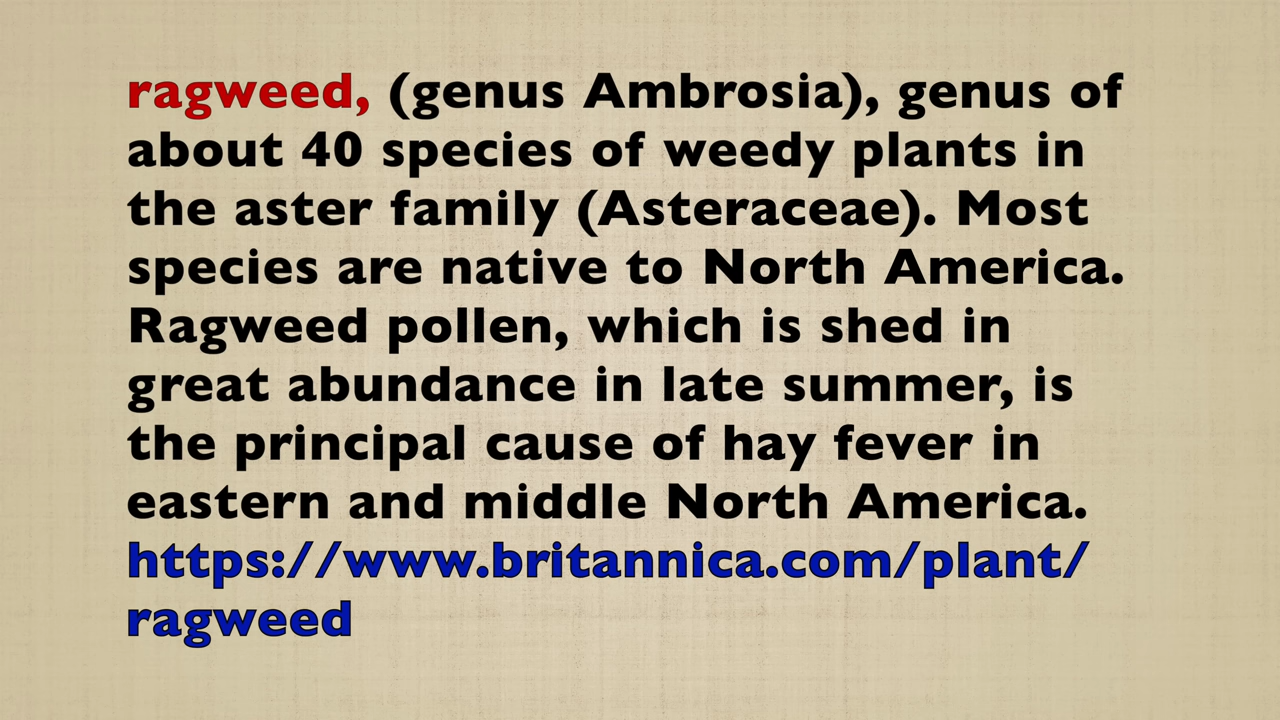 ragweed, (genus Ambrosia), genus of
about 40 species of weedy plants in
the aster family (Asteraceae). Most
species are native to North America.
Ragweed pollen, which is shed in
great abundance in late summer, is
the principal cause of hay fever in
eastern and middle North America.
https://www.britannica.com/plant/
ragweed